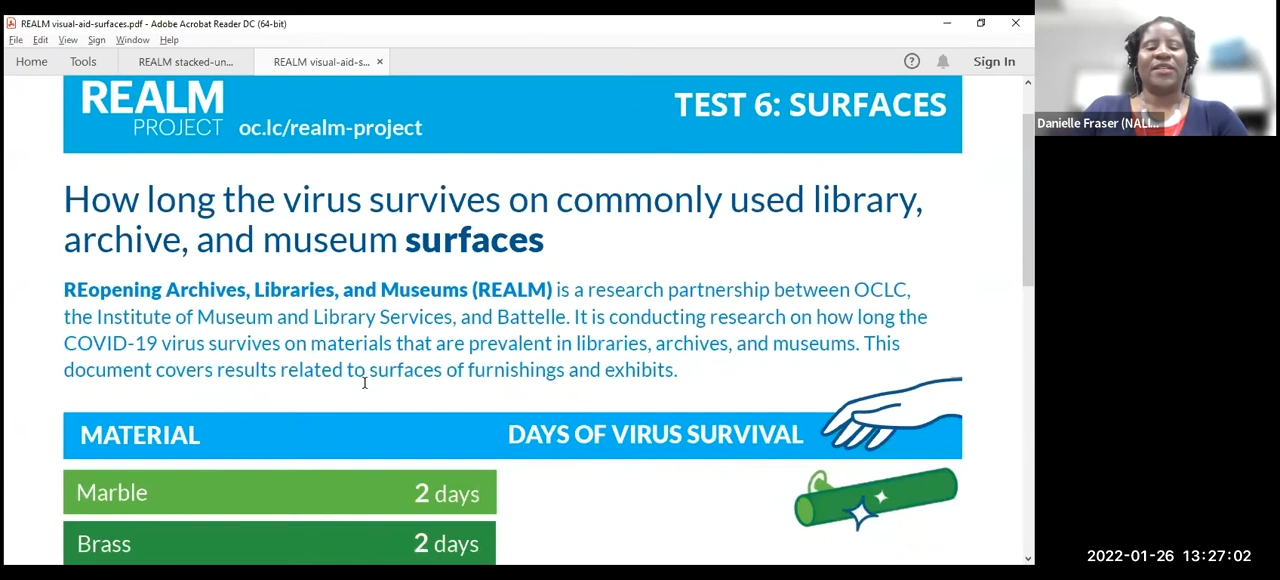 REALM visual-aid-surfaces.pdf - Adobe Acrobat Reader DC (64-bit)
File Edit View Sign Window Help
Home Tools REALM stacked-un... REALM visual-aid-s... × Sign In
REALM
PROJECT oc.lc/realm-project
TEST 6: SURFACES
How long the virus survives on commonly used library,
archive, and museum surfaces
REopening Archives, Libraries, and Museums (REALM) is a research partnership between OCLC,
the Institute of Museum and Library Services, and Battelle. It is conducting research on how long the
COVID-19 virus survives on materials that are prevalent in libraries, archives, and museums. This
document covers results related to surfaces of furnishings and exhibits.
MATERIAL DAYS OF VIRUS SURVIVAL
Marble 2 days
Brass 2 days
Danielle Fraser (NALI...
2022-01-26 13:27:02